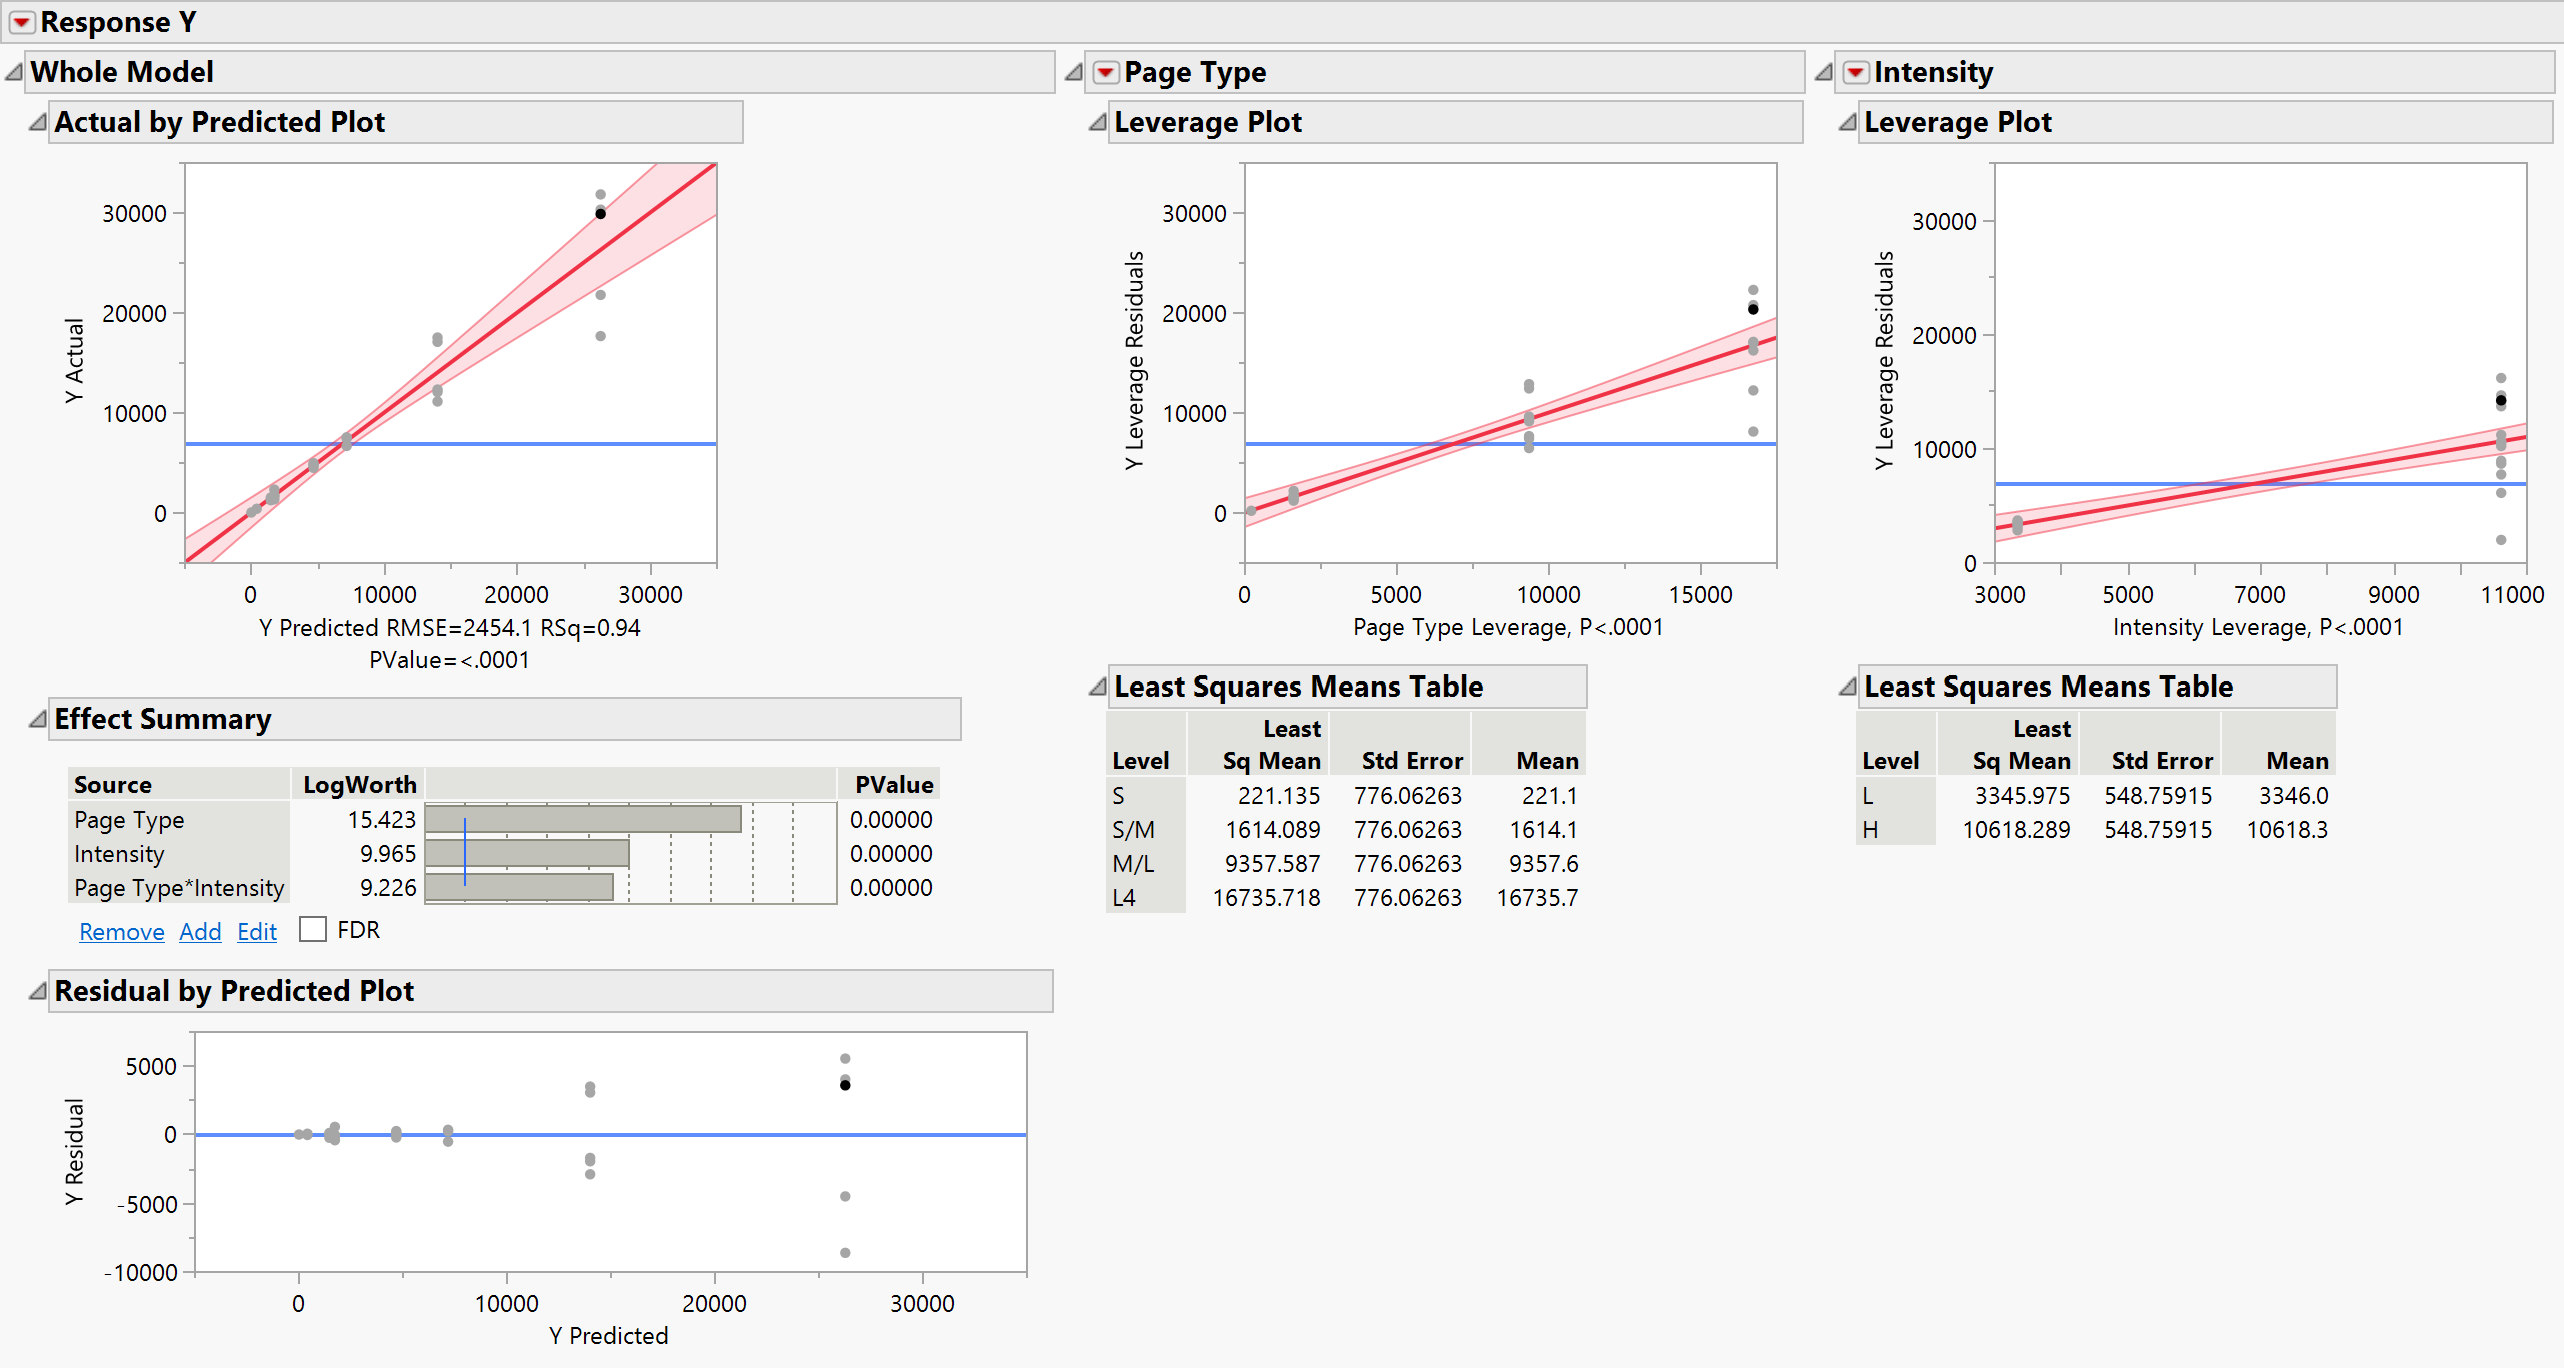 Response Y
Whole Model
Actual by Predicted Plot
30000
20000
10000
0
Y Actual
0 10000 20000 30000
Y Predicted RMSE=2454.1 RSq=0.94
PValue=<.0001
Effect Summary
Source LogWorth PValue
Page Type 15.423 0.00000
Intensity 9.965 0.00000
Page Type*Intensity 9.226 0.00000
Remove Add Edit FDR
Residual by Predicted Plot
5000
0
-5000
-10000
Y Residual
0 10000 20000 30000
Y Predicted
Page Type
Leverage Plot
30000
20000
10000
0
Y Leverage Residuals
0 5000 10000 15000
Page Type Leverage, P<.0001
Least Squares Means Table
Least
Level Sq Mean Std Error Mean
S 221.135 776.06263 221.1
S/M 1614.089 776.06263 1614.1
M/L 9357.587 776.06263 9357.6
L4 16735.718 776.06263 16735.7
Intensity
Leverage Plot
30000
20000
10000
0
Y Leverage Residuals
3000 5000 7000 9000 11000
Intensity Leverage, P<.0001
Least Squares Means Table
Least
Level Sq Mean Std Error Mean
L 3345.975 548.75915 3346.0
H 10618.289 548.75915 10618.3